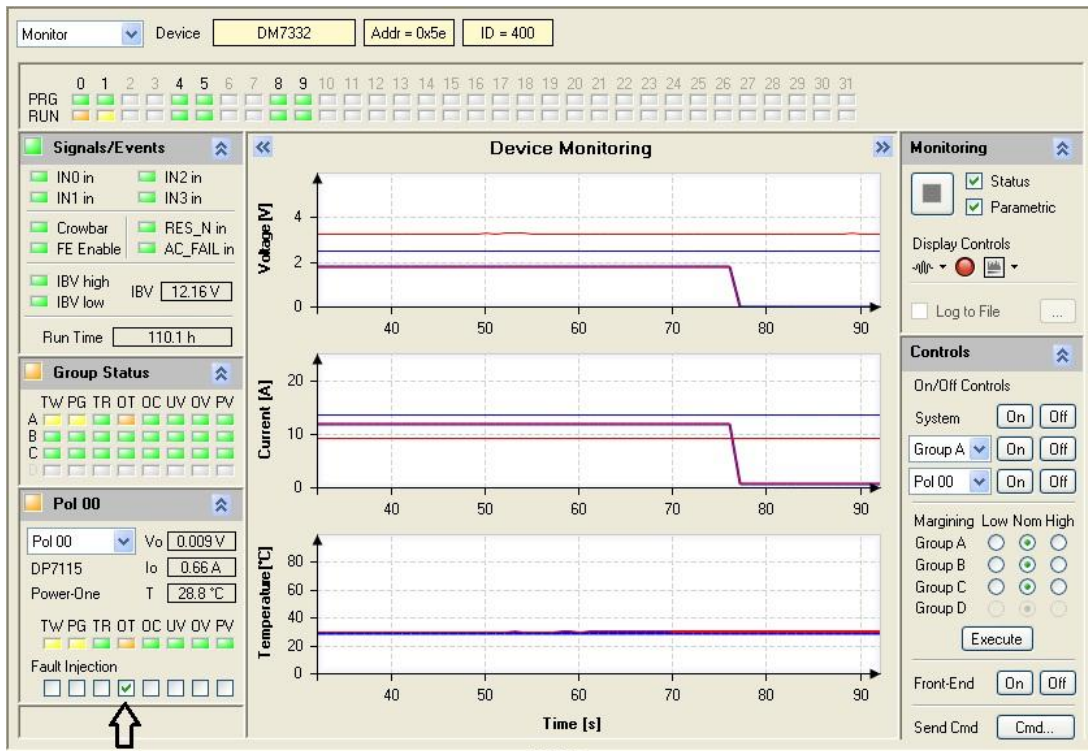 Monitor Device DM7332 Addr = 0x5e ID = 400
0 1 2 3 4 5 6 7 8 9 10 11 12 13 14 15 16 17 18 19 20 21 22 23 24 25 26 27 28 29 30 31
PRG
RUN
Signals/Events
IN0 in IN2 in
IN1 in IN3 in
Crowbar RES_N in
FE Enable AC_FAIL in
IBV high
IBV low
IBV 12.16 V
Run Time 110.1 h
Group Status
TW PG TR OT OC UV OV PV
A
B
C
D
Pol 00
Pol 00 Vo 0.009 V
DP7115 Io 0.66 A
Power-One T 28.8 °C
TW PG TR OT OC UV OV PV
Fault Injection
Device Monitoring
Voltage [V]
4
2
0
40 50 60 70 80 90
Current [A]
20
10
0
40 50 60 70 80 90
Temperature [°C]
80
60
40
20
0
40 50 60 70 80 90
Time [s]
Monitoring
Status
Parametric
Display Controls
Log to File ...
Controls
On/Off Controls
System On Off
Group A On Off
Pol 00 On Off
Margining Low Nom High
Group A
Group B
Group C
Group D
Execute
Front-End On Off
Send Cmd Cmd...